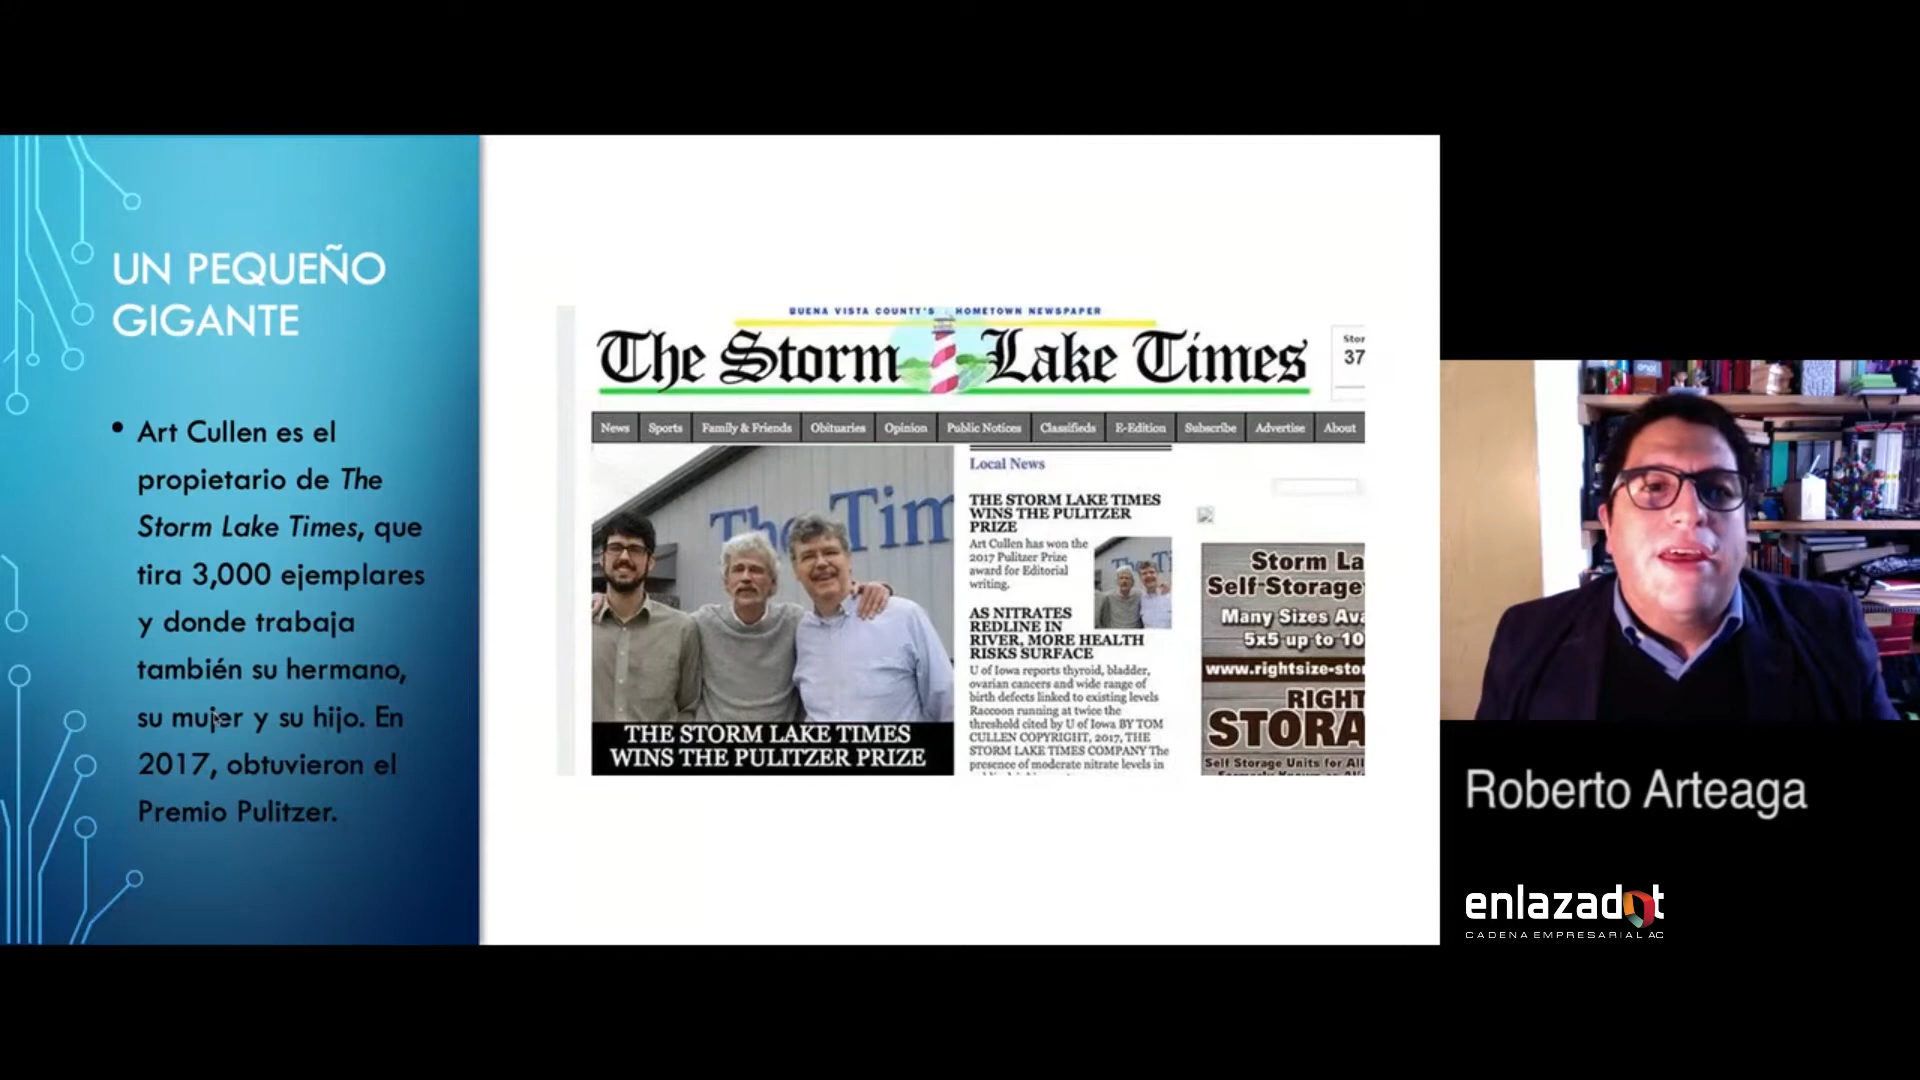 UN PEQUEÑO
GIGANTE
• Art Cullen es el
propietario de The
Storm Lake Times, que
tira 3,000 ejemplares
y donde trabaja
también su hermano,
su mujer y su hijo. En
2017, obtuvieron el
Premio Pulitzer.
BUENA VISTA COUNTY'S HOMETOWN NEWSPAPER
The Storm Lake Times
Stor
37
News Sports Family & Friends Obituaries Opinion Public Notices Classifieds E-Edition Subscribe Advertise About
The Tim
THE STORM LAKE TIMES
WINS THE PULITZER PRIZE
Local News
THE STORM LAKE TIMES
WINS THE PULITZER
PRIZE
Art Cullen has won the
2017 Pulitzer Prize
award for Editorial
writing.
AS NITRATES
REDLINE IN
RIVER, MORE HEALTH
RISKS SURFACE
U of Iowa reports thyroid, bladder,
ovarian cancers and wide range of
birth defects linked to existing levels
Raccoon running at twice the
threshold cited by U of Iowa BY TOM
CULLEN COPYRIGHT, 2017, THE
STORM LAKE TIMES COMPANY The
presence of moderate nitrate levels in
Storm La
Self-Storage
Many Sizes Ava
5x5 up to 10
www.rightsize-stor
RIGHT
STORA
Self Storage Units for All
Roberto Arteaga
enlazadot
CADENA EMPRESARIAL AC